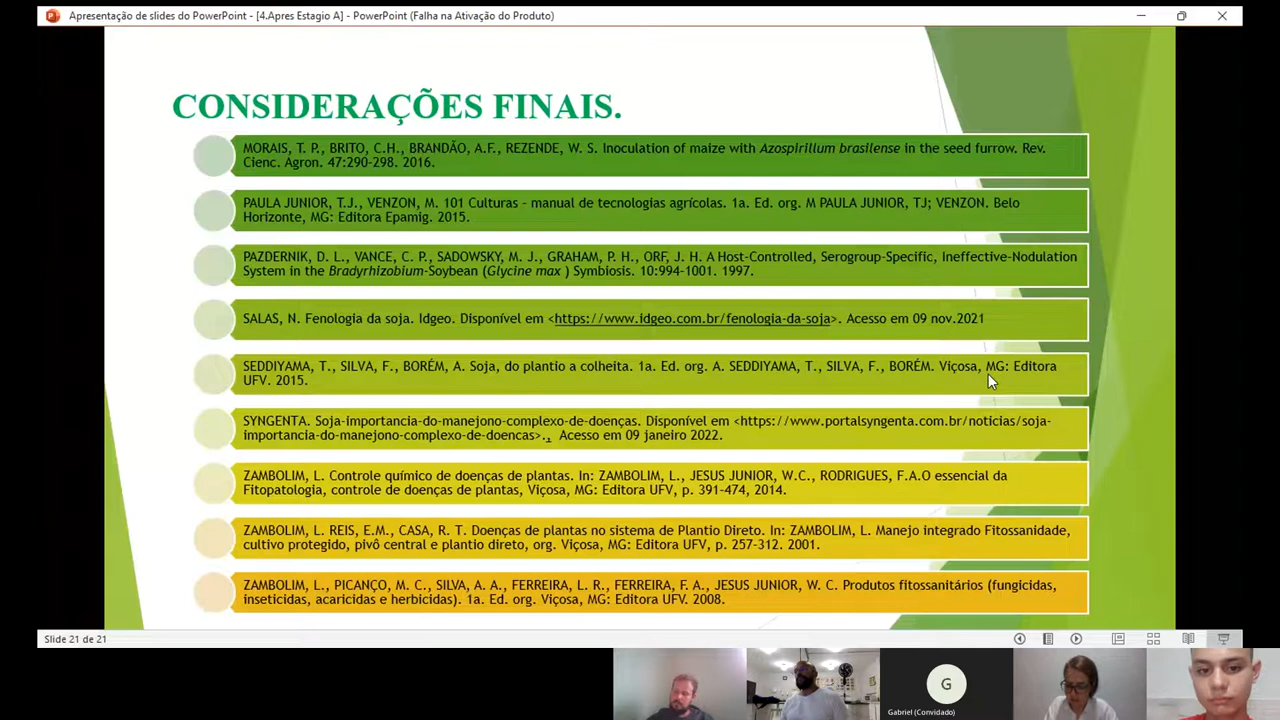 Apresentação de slides do PowerPoint - [4.Apres Estagio A] - PowerPoint (Falha na Ativação do Produto)
CONSIDERAÇÕES FINAIS.
MORAIS, T. P., BRITO, C.H., BRANDÃO, A.F., REZENDE, W. S. Inoculation of maize with Azospirillum brasilense in the seed furrow. Rev.
Cienc. Agron. 47:290-298. 2016.
PAULA JUNIOR, T.J., VENZON, M. 101 Culturas – manual de tecnologias agrícolas. 1a. Ed. org. M PAULA JUNIOR, TJ; VENZON. Belo
Horizonte, MG: Editora Epamig. 2015.
PAZDERNIK, D. L., VANCE, C. P., SADOWSKY, M. J., GRAHAM, P. H., ORF, J. H. A Host-Controlled, Serogroup-Specific, Ineffective-Nodulation
System in the Bradyrhizobium-Soybean (Glycine max ) Symbiosis. 10:994–1001. 1997.
SALAS, N. Fenologia da soja. Idgeo. Disponível em <https://www.idgeo.com.br/fenologia-da-soja>. Acesso em 09 nov.2021
SEDDIYAMA, T., SILVA, F., BORÉM, A. Soja, do plantio a colheita. 1a. Ed. org. A. SEDDIYAMA, T., SILVA, F., BORÉM. Viçosa, MG: Editora
UFV. 2015.
SYNGENTA. Soja-importancia-do-manejono-complexo-de-doenças. Disponível em <https://www.portalsyngenta.com.br/noticias/soja-
importancia-do-manejono-complexo-de-doencas>., Acesso em 09 janeiro 2022.
ZAMBOLIM, L. Controle químico de doenças de plantas. In: ZAMBOLIM, L., JESUS JUNIOR, W.C., RODRIGUES, F.A.O essencial da
Fitopatologia, controle de doenças de plantas, Viçosa, MG: Editora UFV, p. 391–474, 2014.
ZAMBOLIM, L. REIS, E.M., CASA, R. T. Doenças de plantas no sistema de Plantio Direto. In: ZAMBOLIM, L. Manejo integrado Fitossanidade,
cultivo protegido, pivô central e plantio direto, org. Viçosa, MG: Editora UFV, p. 257–312. 2001.
ZAMBOLIM, L., PICANÇO, M. C., SILVA, A. A., FERREIRA, L. R., FERREIRA, F. A., JESUS JUNIOR, W. C. Produtos fitossanitários (fungicidas,
inseticidas, acaricidas e herbicidas). 1a. Ed. org. Viçosa, MG: Editora UFV. 2008.
Slide 21 de 21
G
Gabriel (Convidado)